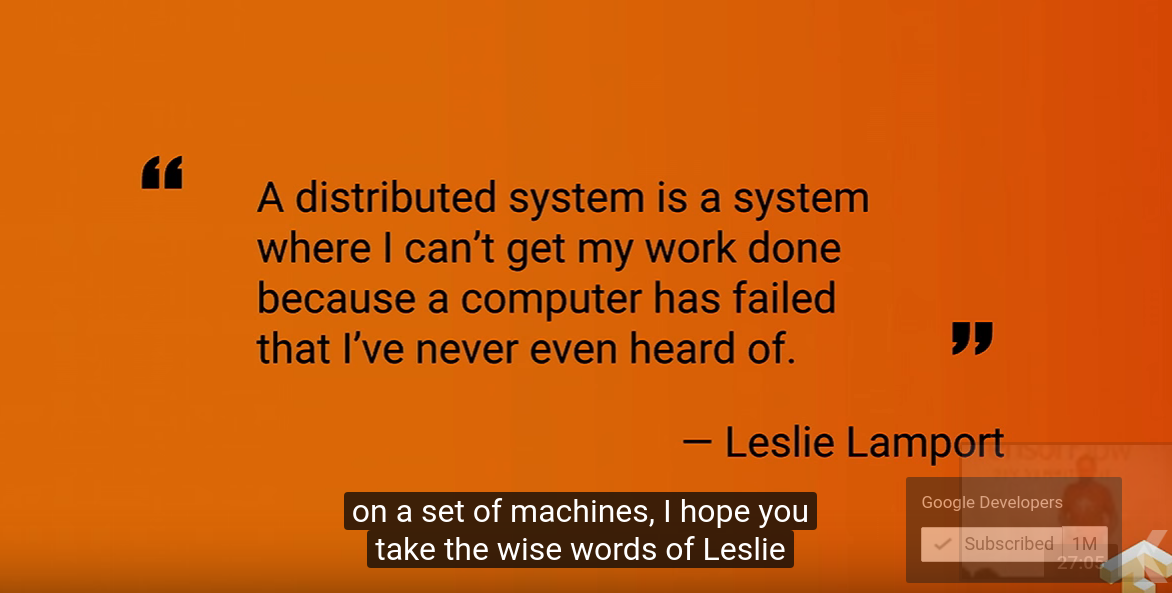 “
A distributed system is a system
where I can’t get my work done
because a computer has failed
that I’ve never even heard of.
”
— Leslie Lamport
on a set of machines, I hope you
take the wise words of Leslie
Google Developers
Subscribed 1M
27:05